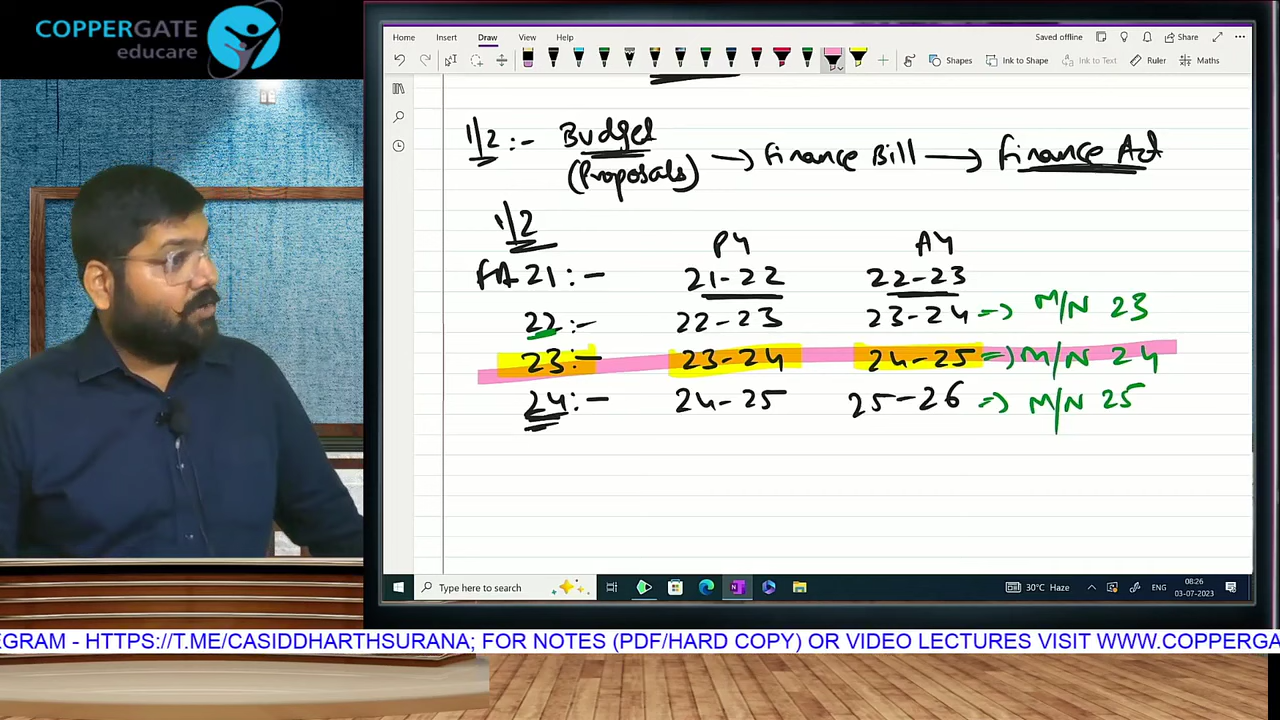 COPPERGATE
educare
Home Insert Draw View Help
Saved offline
Share
Shapes Ink to Shape Ink to Text Ruler Maths
1/2 :- Budget
(Proposals) → Finance Bill → Finance Act
1/2
PY AY
FA 21 :- 21-22 22-23
22 :- 22-23 23-24 => M/N 23
23 :- 23-24 24-25 => M/N 24
24 :- 24-25 25-26 => M/N 25
Type here to search
30°C Haze
ENG
08:26
03-07-2023
EGRAM - HTTPS://T.ME/CASIDDHARTHSURANA; FOR NOTES (PDF/HARD COPY) OR VIDEO LECTURES VISIT WWW.COPPERGA